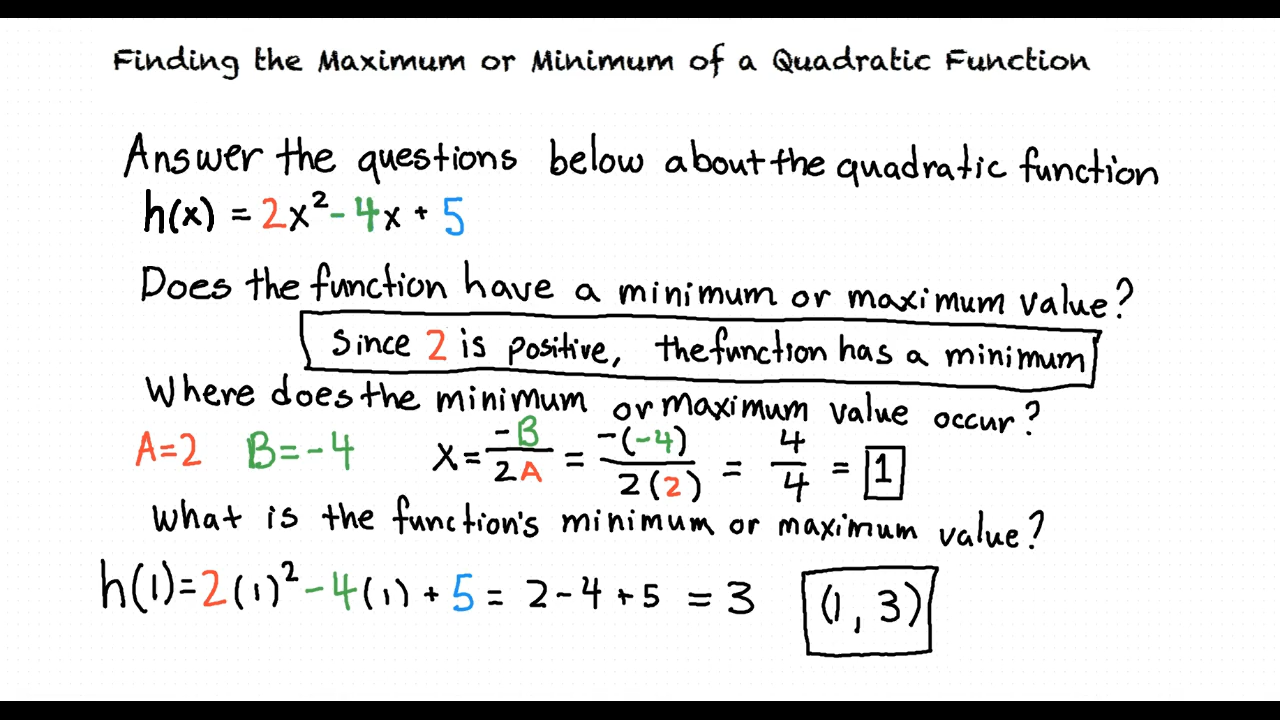 Finding the Maximum or Minimum of a Quadratic Function
Answer the questions below about the quadratic function
h(x) = 2x² - 4x + 5
Does the function have a minimum or maximum value?
Since 2 is positive, the function has a minimum
Where does the minimum or maximum value occur?
A=2 B=-4 x = -B/2A = -(-4)/2(2) = 4/4 = 1
What is the function's minimum or maximum value?
h(1)=2(1)²-4(1)+5 = 2-4+5 = 3 (1, 3)